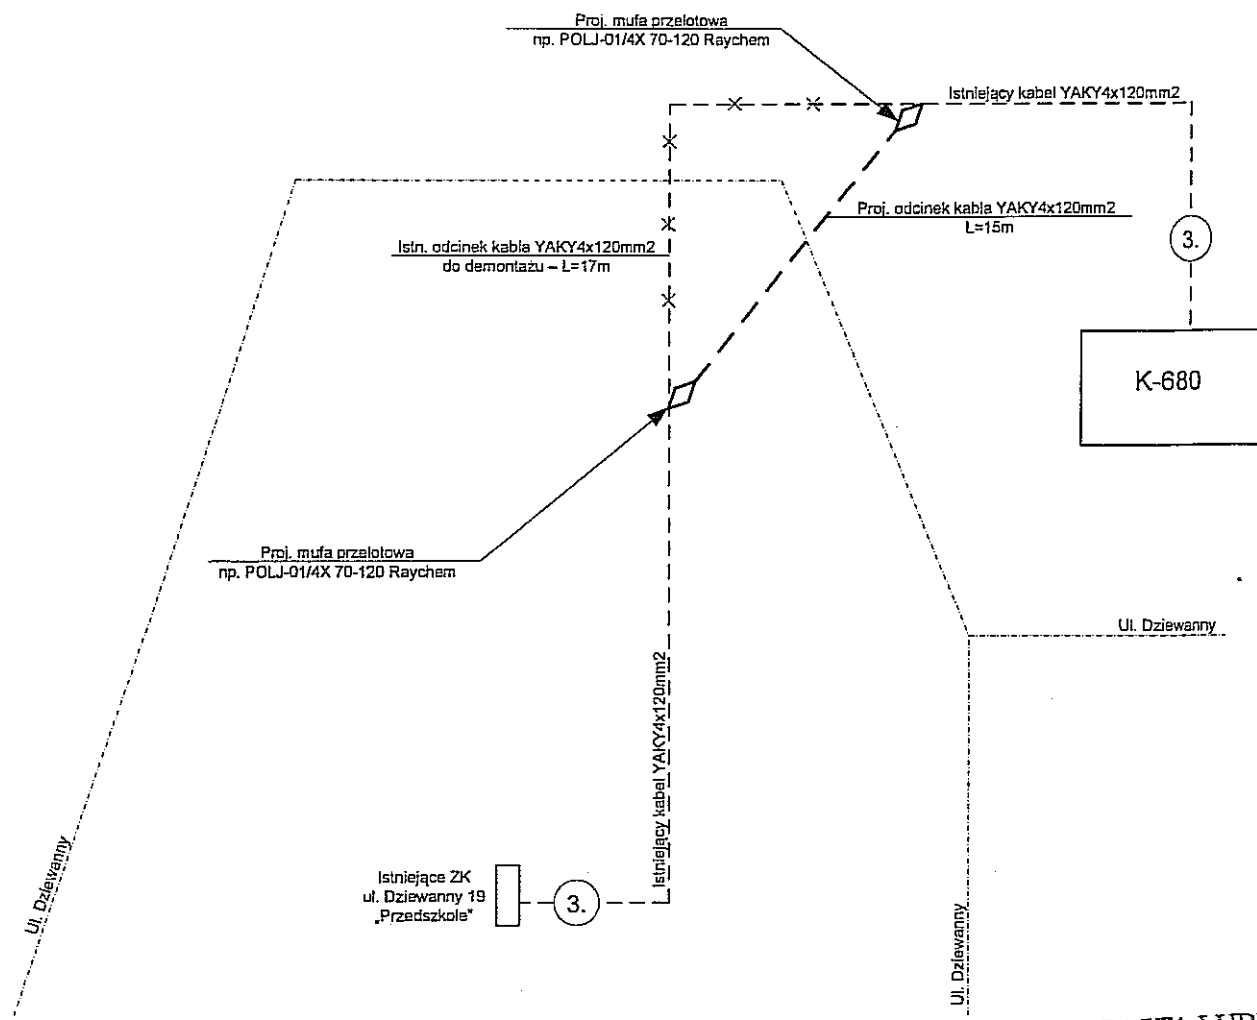 Proj. mufa przelotowa
np. POLJ-01/4X 70-120 Raychem
Istniejący kabel YAKY4x120mm2
Proj. odcinek kabla YAKY4x120mm2
L=15m
3.
Istn. odcinek kabla YAKY4x120mm2
do demontażu – L=17m
K-680
Proj. mufa przelotowa
np. POLJ-01/4X 70-120 Raychem
Ul. Dziewanny
Istniejący kabel YAKY4x120mm2
Ul. Dziewanny
Istniejące ZK
ul. Dziewanny 19
„Przedszkole"
3.
Ul. Dziewanny